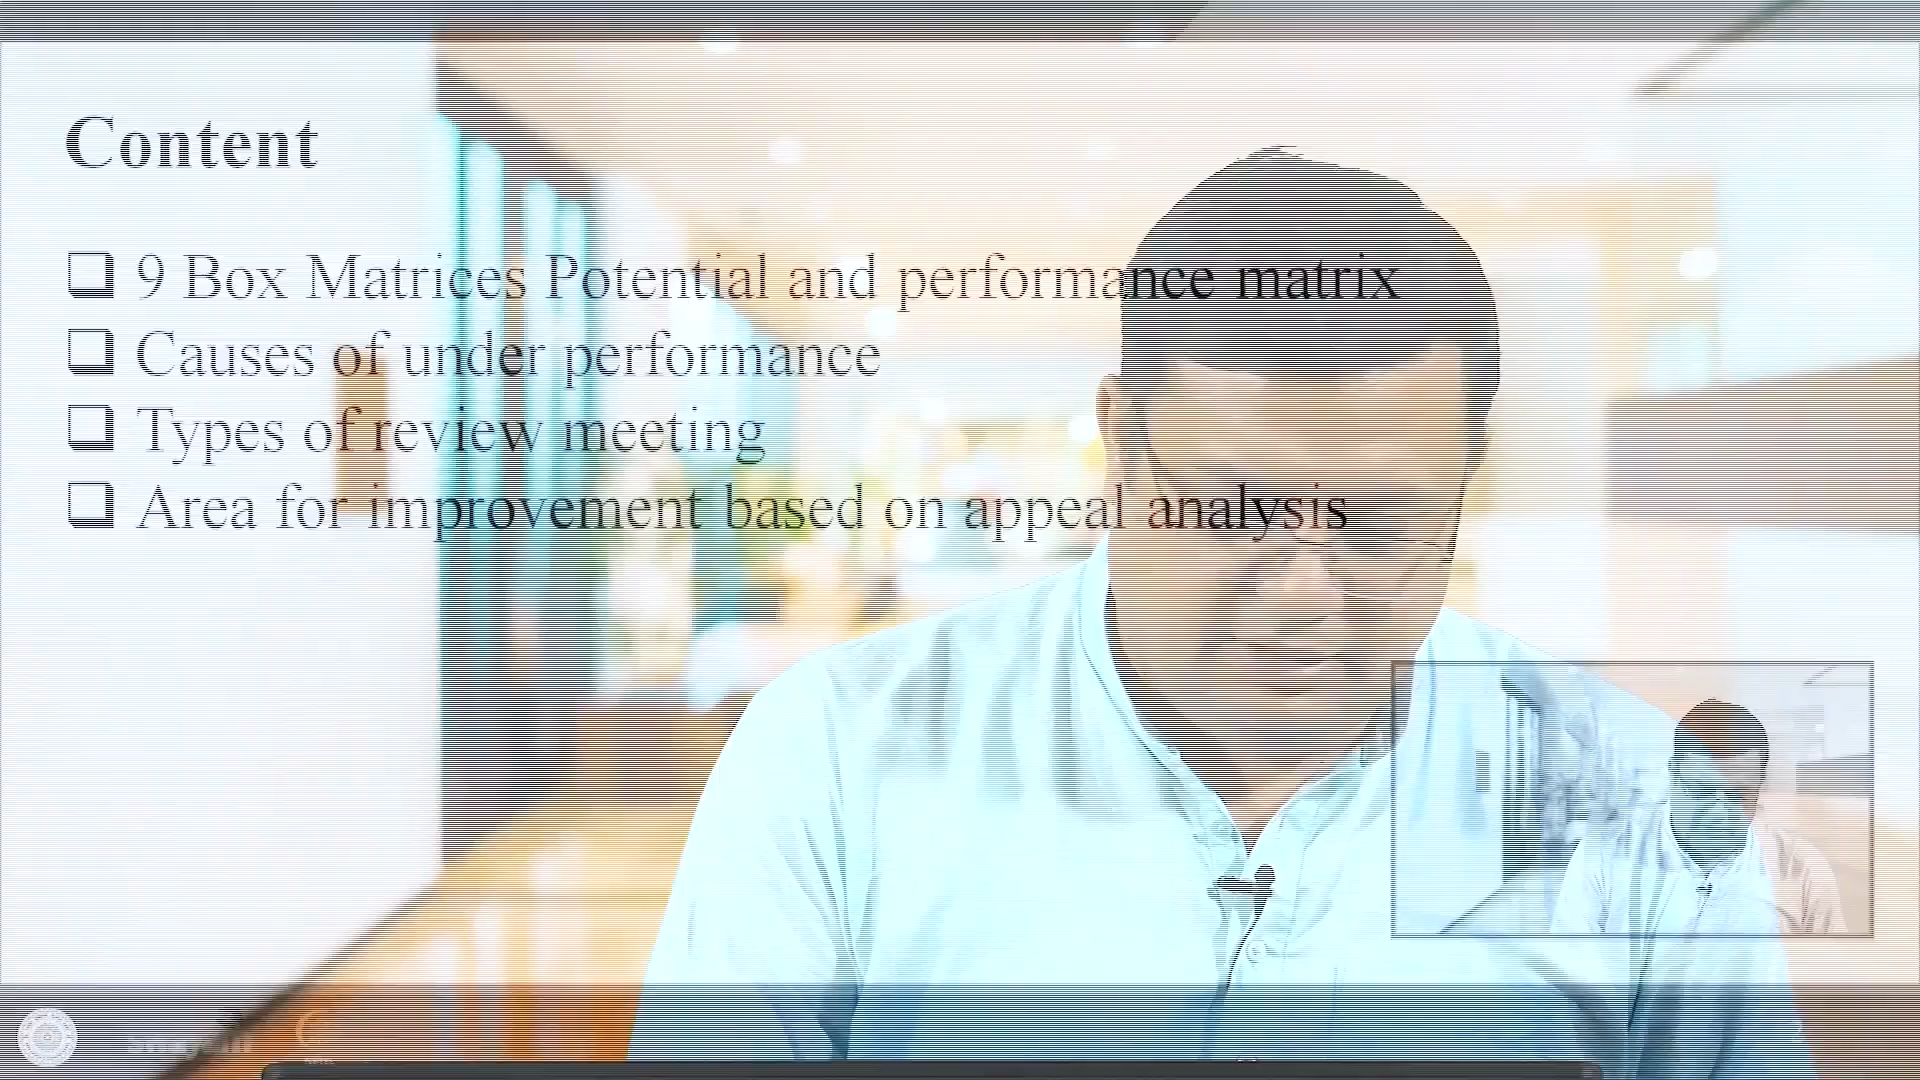 Content
❑ 9 Box Matrices Potential and performance matrix
❑ Causes of under performance
❑ Types of review meeting
❑ Area for improvement based on appeal analysis
swayam